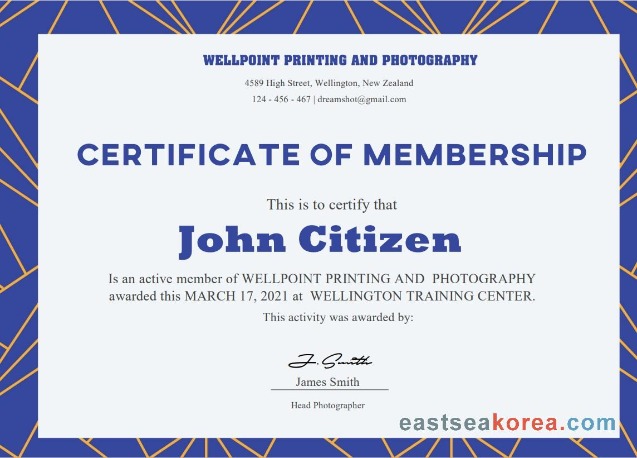 WELLPOINT PRINTING AND PHOTOGRAPHY
4589 High Street, Wellington, New Zealand
124 - 456 - 467 | dreamshot@gmail.com
CERTIFICATE OF MEMBERSHIP
This is to certify that
John Citizen
Is an active member of WELLPOINT PRINTING AND PHOTOGRAPHY
awarded this MARCH 17, 2021 at WELLINGTON TRAINING CENTER.
This activity was awarded by:
J. Smith
James Smith
Head Photographer
eastseakorea.com